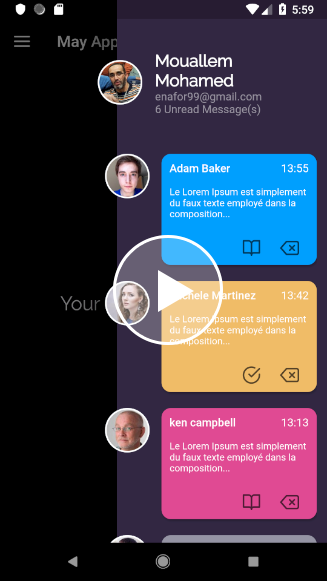 5:59
May App
Mouallem
Mohamed
enafor99@gmail.com
6 Unread Message(s)
Adam Baker 13:55
Le Lorem Ipsum est simplement
du faux texte employé dans la
composition...
Your
Martinez 13:42
Le Lorem Ipsum est simplement
du faux texte employé dans la
composition...
ken campbell 13:13
Le Lorem Ipsum est simplement
du faux texte employé dans la
composition...